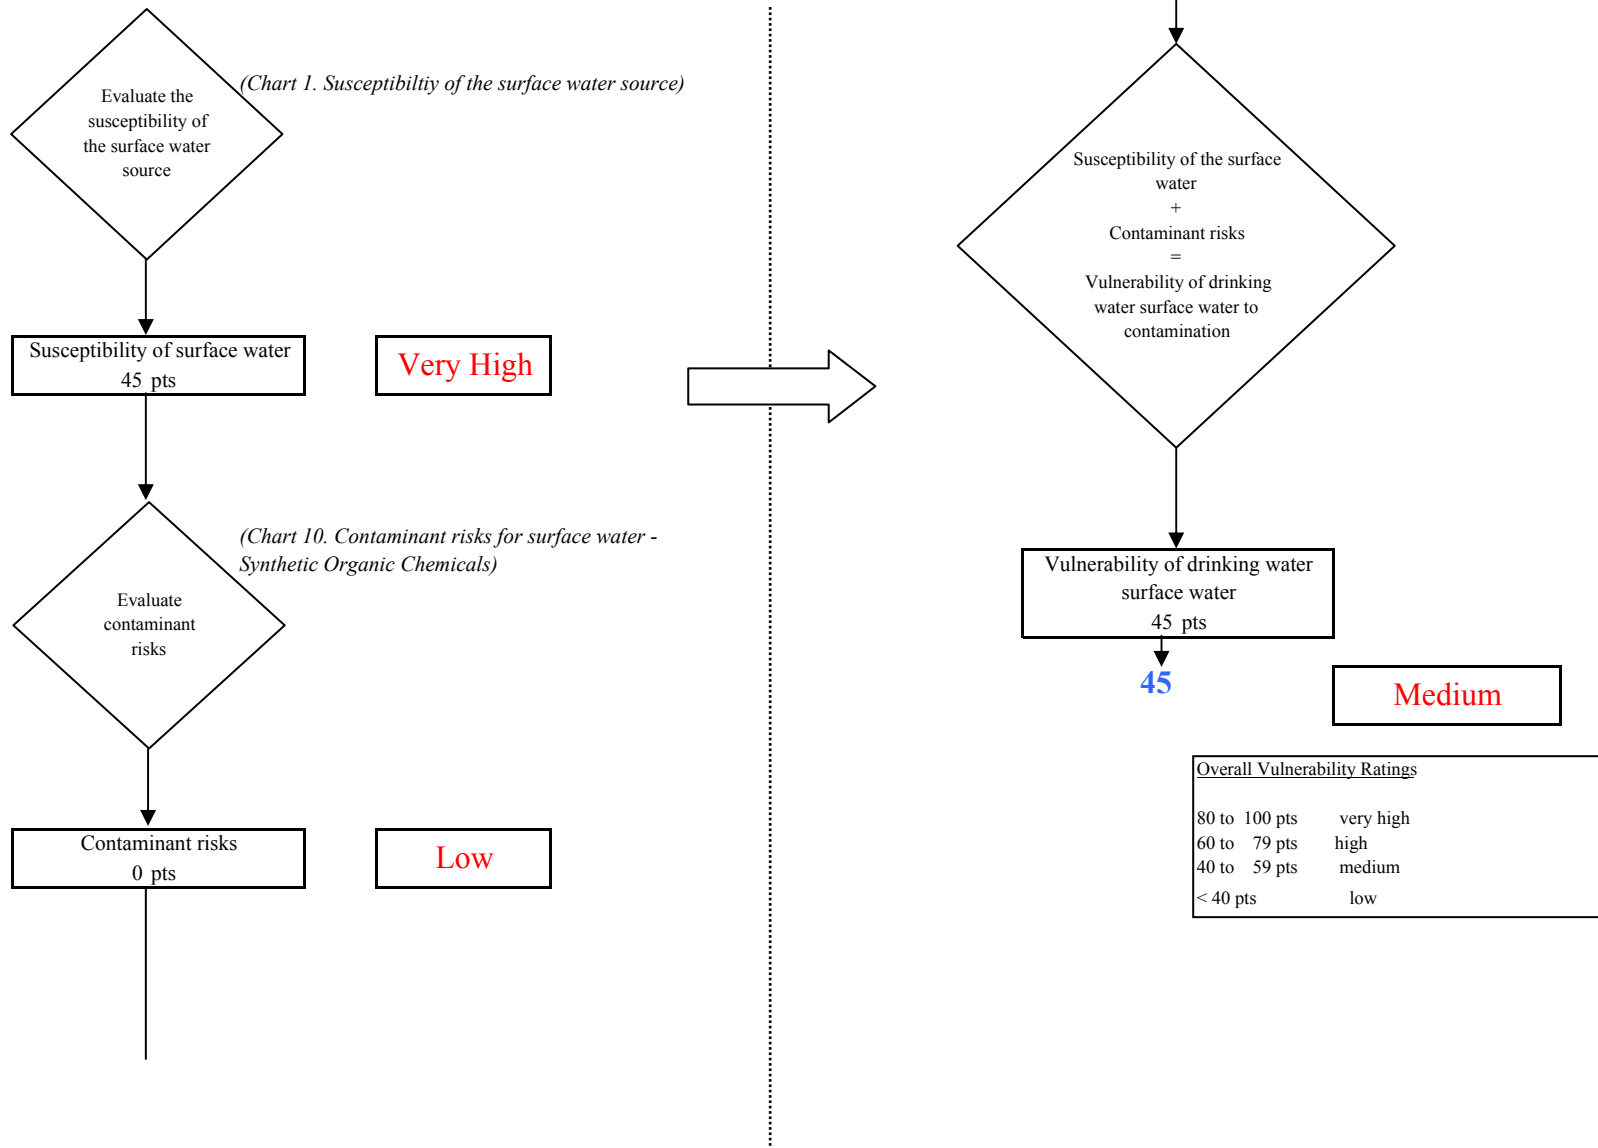 Evaluate the
susceptibility of
the surface water
source
(Chart 1. Susceptibiltiy of the surface water source)
Susceptibility of surface water
45 pts
Very High
(Chart 10. Contaminant risks for surface water -
Synthetic Organic Chemicals)
Evaluate
contaminant
risks
Contaminant risks
0 pts
Low
Susceptibility of the surface
water
+
Contaminant risks
=
Vulnerability of drinking
water surface water to
contamination
Vulnerability of drinking water
surface water
45 pts
45
Medium
Overall Vulnerability Ratings
80 to 100 pts very high
60 to 79 pts high
40 to 59 pts medium
< 40 pts low